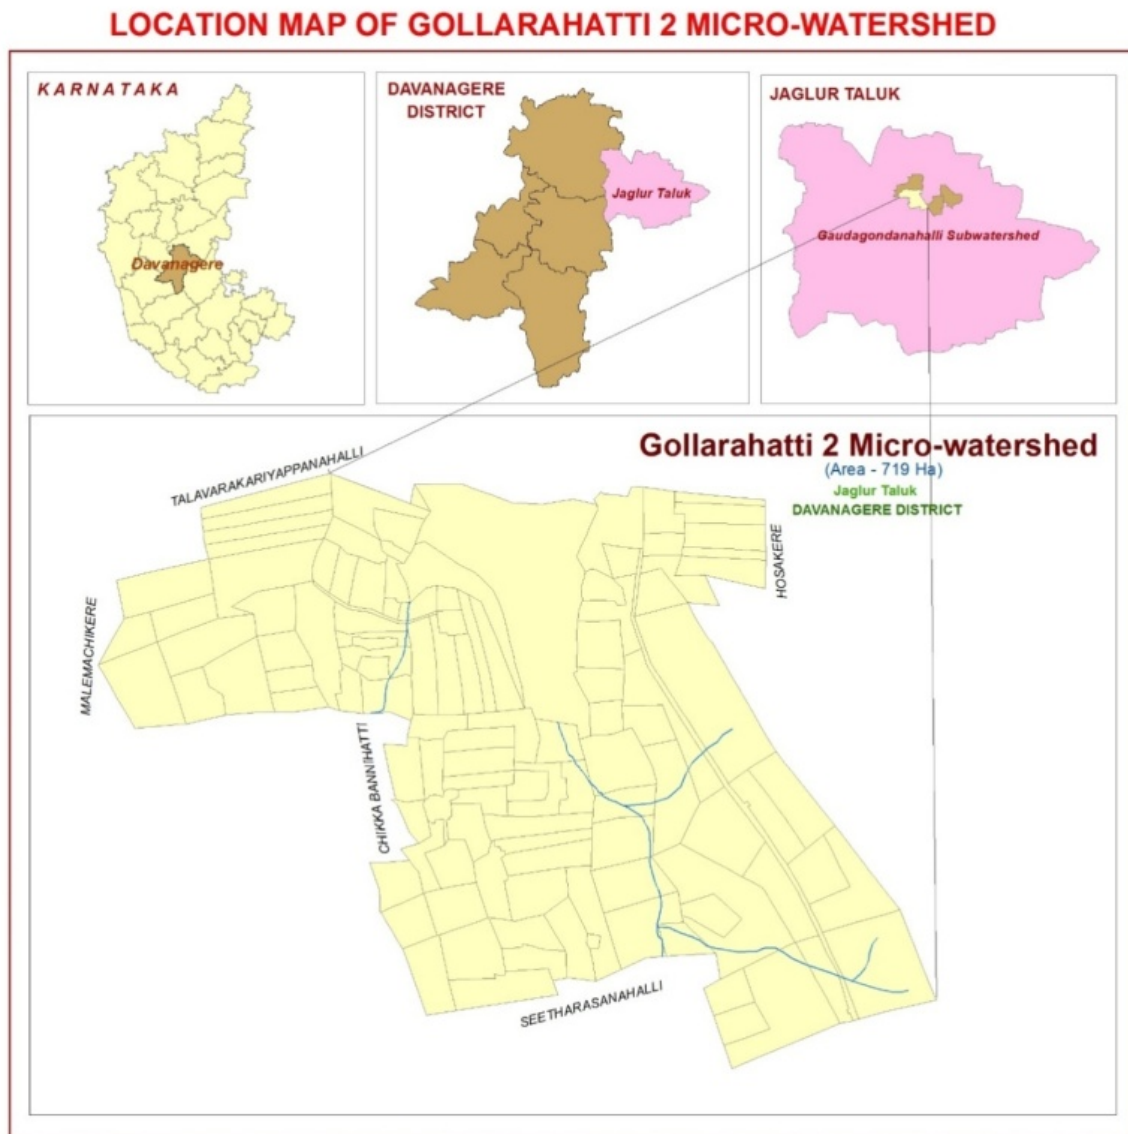 LOCATION MAP OF GOLLARAHATTI 2 MICRO-WATERSHED
KARNATAKA
Davanagere
DAVANAGERE
DISTRICT
Jaglur Taluk
JAGLUR TALUK
Gaudagondanahalli Subwatershed
Gollarahatti 2 Micro-watershed
(Area - 719 Ha)
Jaglur Taluk
DAVANAGERE DISTRICT
TALAVARAKARIYAPPANAHALLI
HOSAKERE
MALEMACHIKERE
CHIKKA BANNIHATTI
SEETHARASANAHALLI